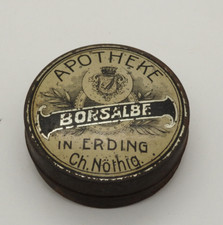 APOTHEKE
BORSALBE
IN ERDING
Ch. Nöthig.